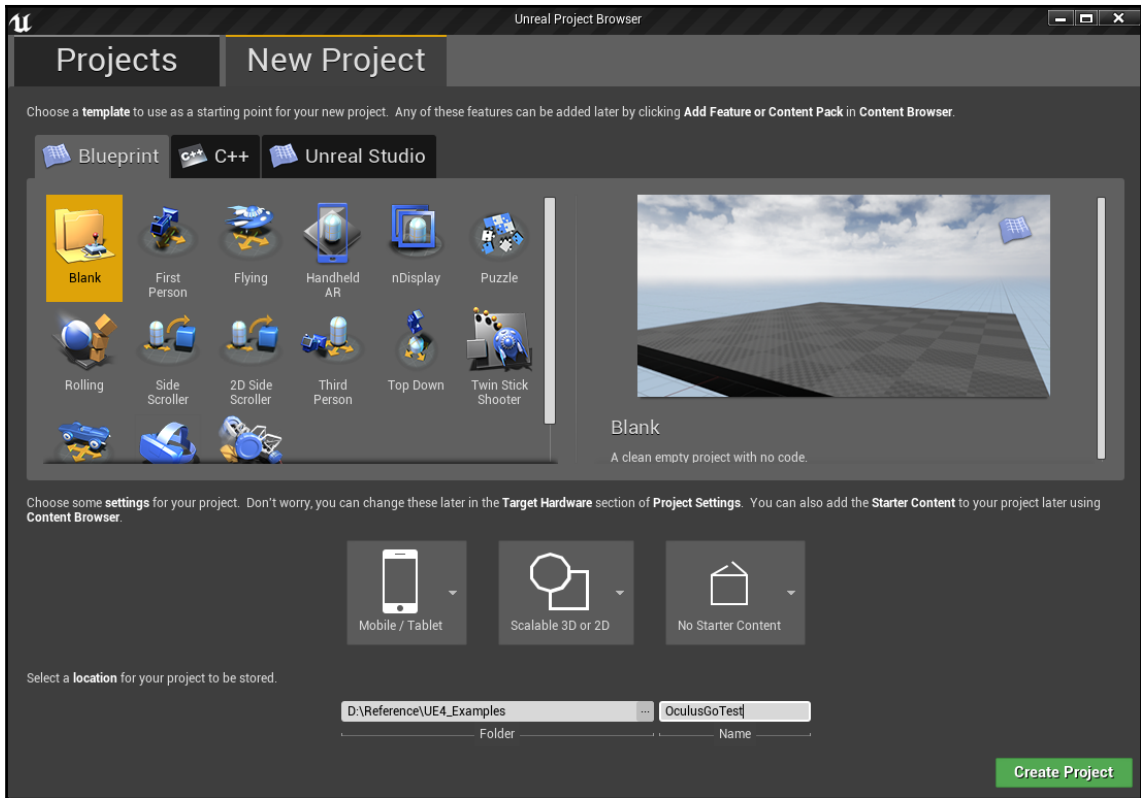 Unreal Project Browser
Projects
New Project
Choose a template to use as a starting point for your new project. Any of these features can be added later by clicking Add Feature or Content Pack in Content Browser.
Blueprint
C++
C++
Unreal Studio
Blank
First
Person
Flying
Handheld
AR
nDisplay
Puzzle
Rolling
Side
Scroller
2D Side
Scroller
Third
Person
Top Down
Twin Stick
Shooter
Blank
A clean empty project with no code.
Choose some settings for your project. Don't worry, you can change these later in the Target Hardware section of Project Settings. You can also add the Starter Content to your project later using
Content Browser.
Mobile / Tablet
Scalable 3D or 2D
No Starter Content
Select a location for your project to be stored.
D:\Reference\UE4_Examples
...
OculusGoTest
Folder
Name
Create Project